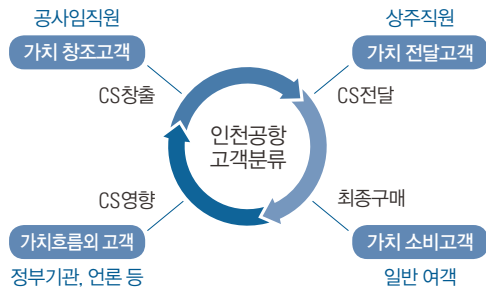 공사임직원
가치 창조고객
CS창출
상주직원
가치 전달고객
CS전달
인천공항
고객분류
CS영향
가치흐름외 고객
정부기관, 언론 등
최종구매
가치 소비고객
일반 여객